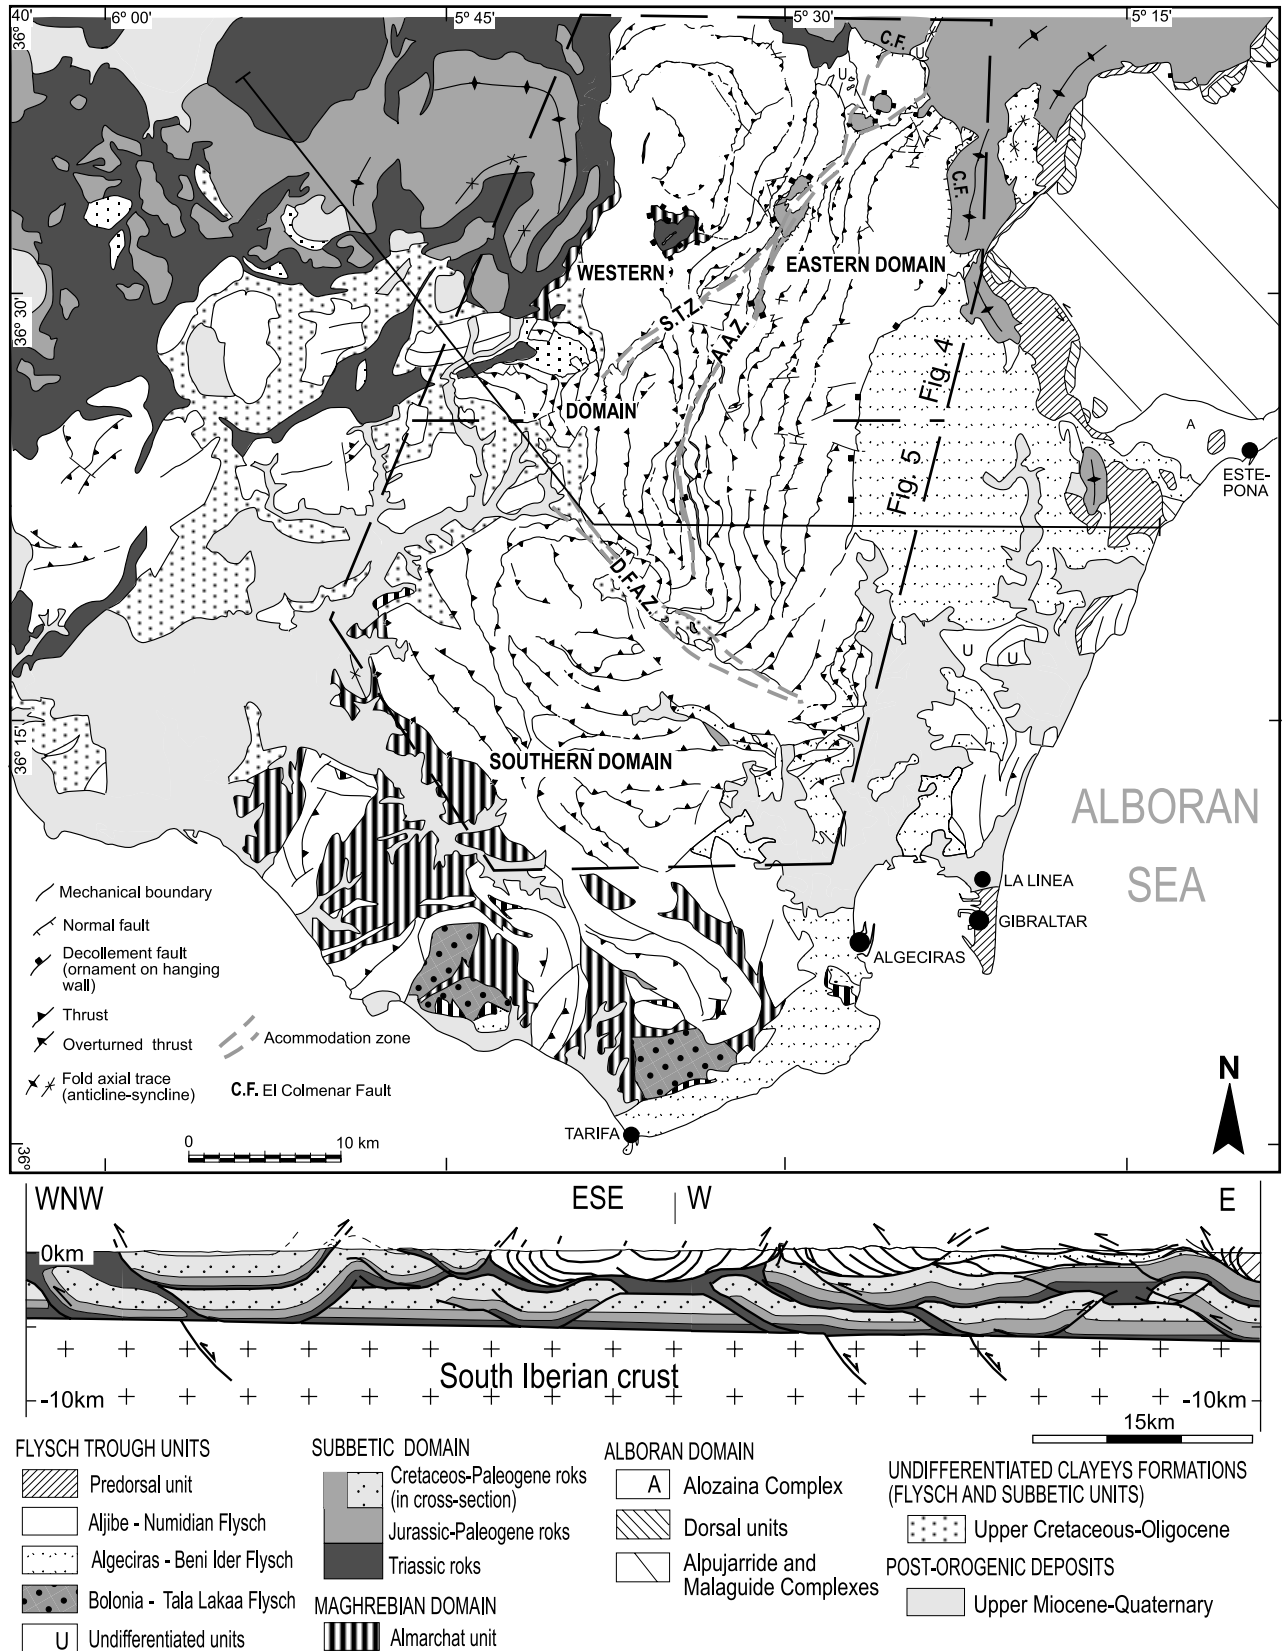 40'
6º 00'
5º 45'
5º 30'
5º 15'
36º
C.F.
U
U
C.F.
WESTERN
EASTERN DOMAIN
S.T.Z.
A.A.Z.
36º 30'
Fig. 4
DOMAIN
A
ESTE-
PONA
Fig. 5
D.F.A.Z.
U
U
36º 15'
SOUTHERN DOMAIN
ALBORAN
SEA
LA LINEA
GIBRALTAR
ALGECIRAS
TARIFA
Mechanical boundary
Normal fault
Decollement fault
(ornament on hanging
wall)
Thrust
Overturned thrust
Acommodation zone
Fold axial trace
(anticline-syncline)
C.F. El Colmenar Fault
N
0
10 km
36º
WNW
ESE
W
E
0km
South Iberian crust
-10km
-10km
15km
FLYSCH TROUGH UNITS
Predorsal unit
Aljibe - Numidian Flysch
Algeciras - Beni Ider Flysch
Bolonia - Tala Lakaa Flysch
U
Undifferentiated units
SUBBETIC DOMAIN
Cretaceos-Paleogene roks
(in cross-section)
Jurassic-Paleogene roks
Triassic roks
MAGHREBIAN DOMAIN
Almarchat unit
ALBORAN DOMAIN
A
Alozaina Complex
Dorsal units
Alpujarride and
Malaguide Complexes
UNDIFFERENTIATED CLAYEYS FORMATIONS
(FLYSCH AND SUBBETIC UNITS)
Upper Cretaceous-Oligocene
POST-OROGENIC DEPOSITS
Upper Miocene-Quaternary